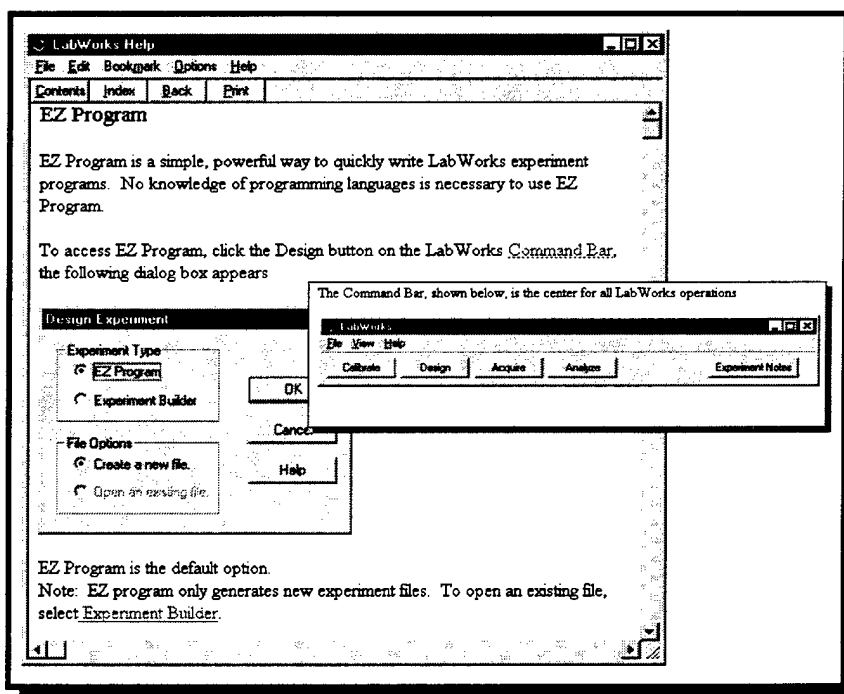 LabWorks Help
File Edit Bookmark Options Help
Contents Index Back Print
EZ Program
EZ Program is a simple, powerful way to quickly write LabWorks experiment
programs. No knowledge of programming languages is necessary to use EZ
Program.
To access EZ Program, click the Design button on the LabWorks Command Bar,
the following dialog box appears
The Command Bar, shown below, is the center for all LabWorks operations
LabWorks
File View Help
Calibrate Design Acquire Analyze Experiment Notes
Design Experiment
Experiment Type
EZ Program
Experiment Builder
OK
Cancel
File Options
Create a new file.
Open an existing file.
Help
EZ Program is the default option.
Note: EZ program only generates new experiment files. To open an existing file,
select Experiment Builder.